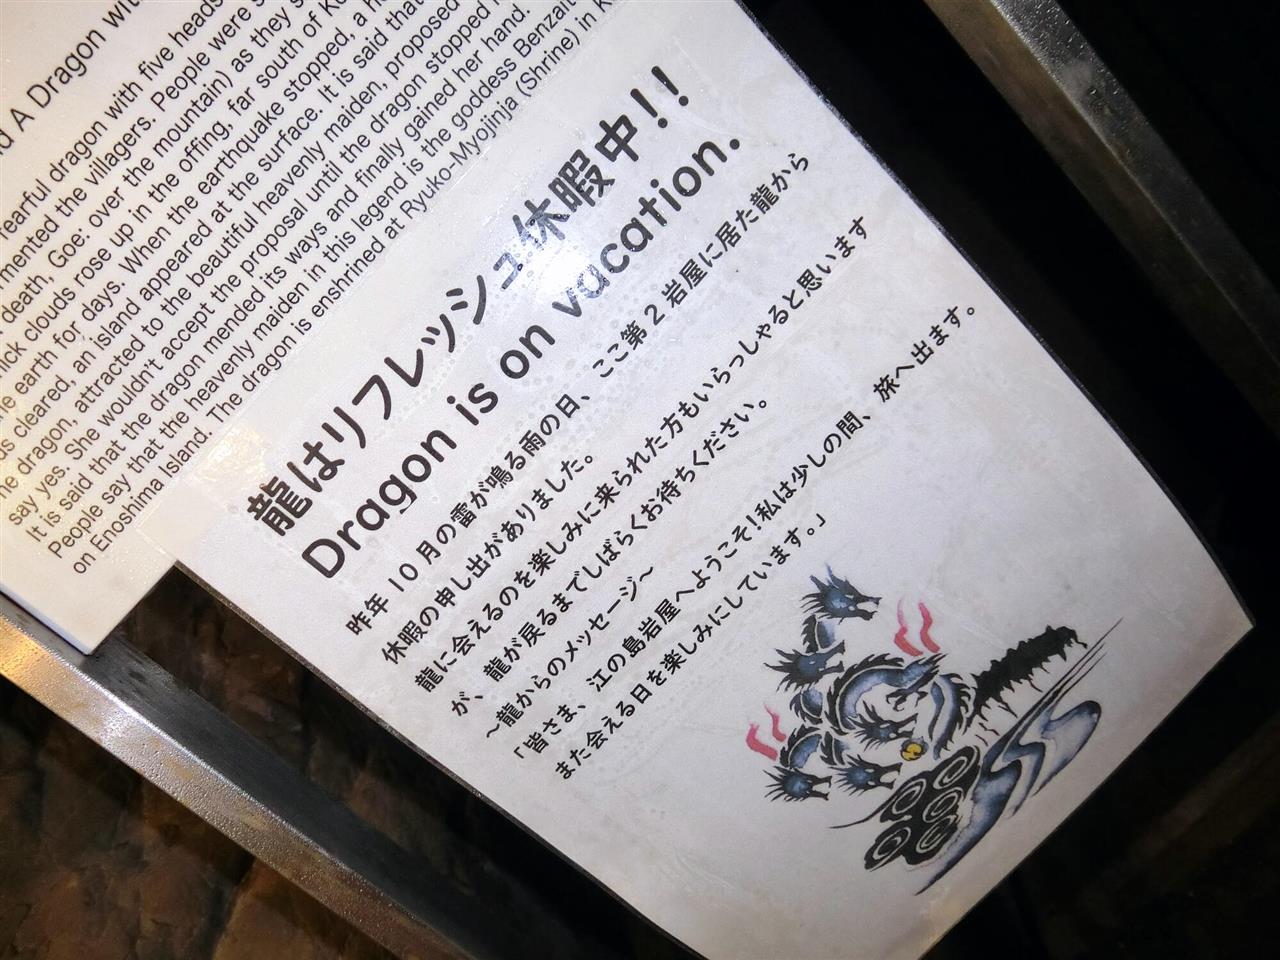 d A Dragon with
fearful dragon with five heads
mented the villagers. People were s
death, Goe: over the mountain) as they s
ick clouds rose up in the offing, far south of Ko
e earth for days. When the earthquake stopped, a h
s cleared, an island appeared at the surface. It is said that
e dragon, attracted to the beautiful heavenly maiden, proposed
say yes. She wouldn't accept the proposal until the dragon stopped
It is said that the dragon mended its ways and finally gained her hand.
People say that the heavenly maiden in this legend is the goddess Benzai
on Enoshima Island. The dragon is enshrined at Ryuko-Myojinja (Shrine) in K
龍はリフレッシュ休暇中!!
Dragon is on vacation.
昨年10月の雷が鳴る雨の日、ここ第2岩屋に居た龍から
休暇の申し出がありました。
龍に会えるのを楽しみに来られた方もいらっしゃると思います
が、龍が戻るまでしばらくお待ちください。
~龍からのメッセージ~
「皆さま、江の島岩屋へようこそ!私は少しの間、旅へ出ます。
また会える日を楽しみにしています。」